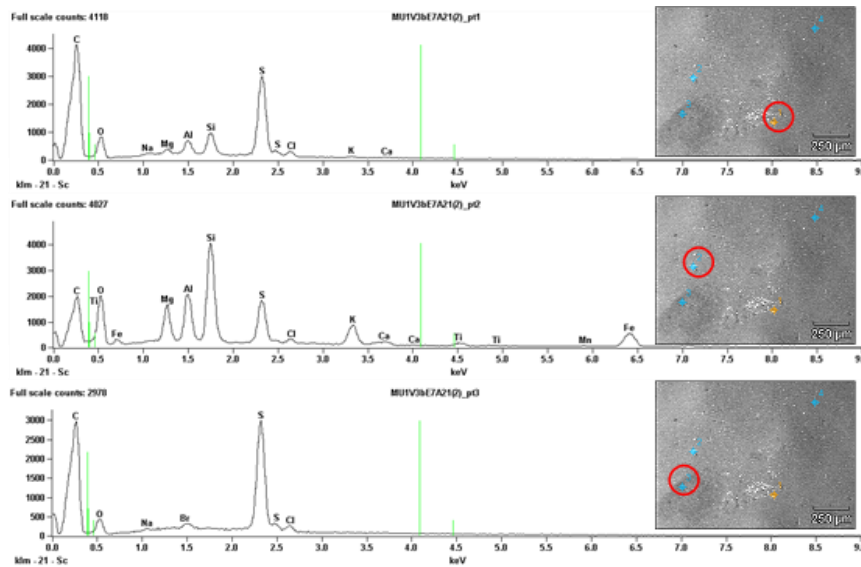 Full scale counts: 4118 MU1V3bE7A21(2)_pt1
C
S
4000
3000
2000
1000
0
O
Na
Mg
Al
Si
S
Cl
K
Ca
250 µm
0.0 0.5 1.0 1.5 2.0 2.5 3.0 3.5 4.0 4.5 5.0 5.5 6.0 6.5 7.0 7.5 8.0 8.5 9.0
klm - 21 - Sc keV
Full scale counts: 4027 MU1V3bE7A21(2)_pt2
Si
4000
3000
2000
1000
0
C
Ti
O
Fe
Mg
Al
S
Cl
K
Ca
Ca
Ti
Ti
Mn
Fe
250 µm
0.0 0.5 1.0 1.5 2.0 2.5 3.0 3.5 4.0 4.5 5.0 5.5 6.0 6.5 7.0 7.5 8.0 8.5 9.0
klm - 21 - Sc keV
Full scale counts: 2978 MU1V3bE7A21(2)_pt3
C
S
3000
2500
2000
1500
1000
500
0
O
Na
Br
S
Cl
250 µm
0.0 0.5 1.0 1.5 2.0 2.5 3.0 3.5 4.0 4.5 5.0 5.5 6.0 6.5 7.0 7.5 8.0 8.5 9.0
klm - 21 - Sc keV